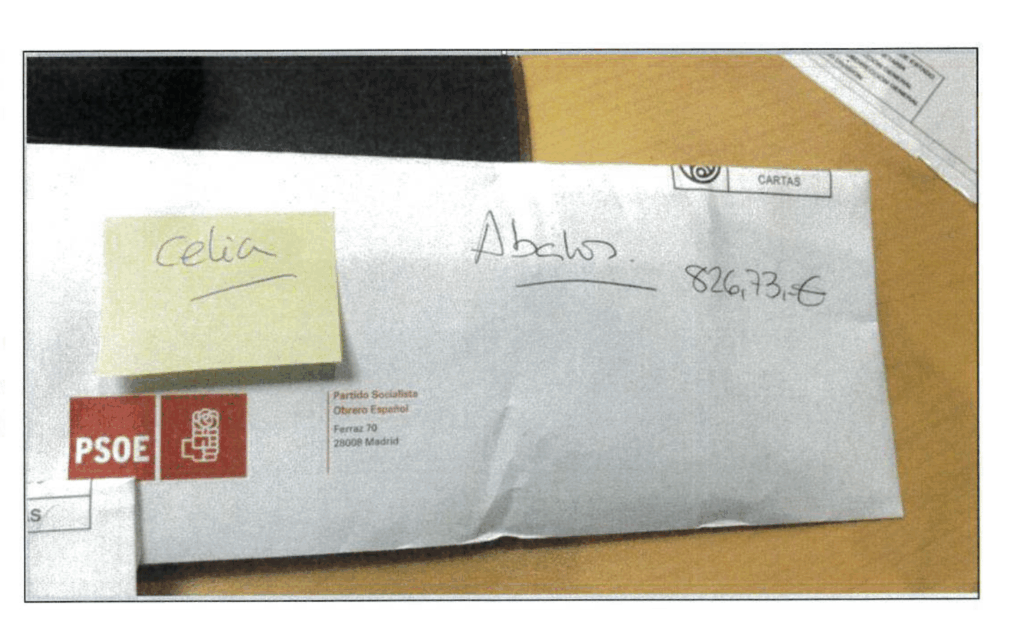 CARTAS
Celia
Abalos.
826,73,-€
PSOE
Partido Socialista
Obrero Español
Ferraz 70
28008 Madrid